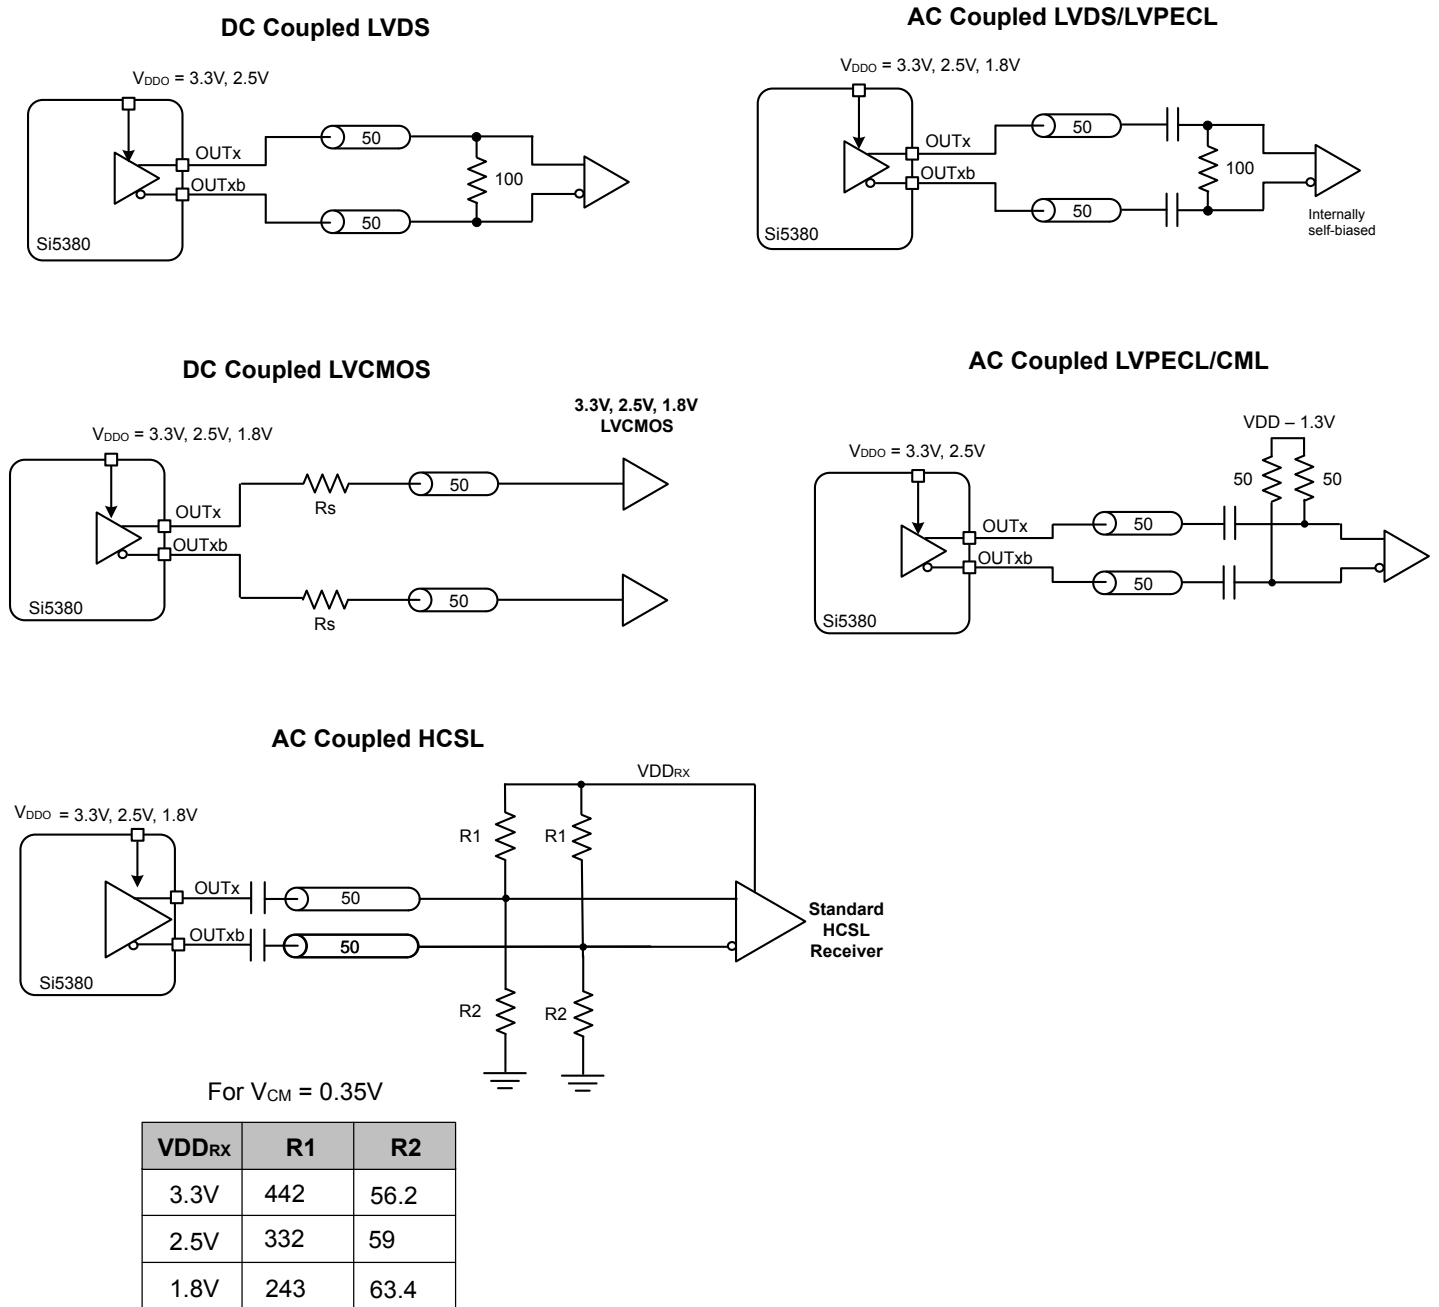 DC Coupled LVDS
VDDO = 3.3V, 2.5V
OUTx
OUTxb
50
50
100
Si5380
AC Coupled LVDS/LVPECL
VDDO = 3.3V, 2.5V, 1.8V
OUTx
OUTxb
50
50
100
Internally
self-biased
Si5380
DC Coupled LVCMOS
3.3V, 2.5V, 1.8V
LVCMOS
VDDO = 3.3V, 2.5V, 1.8V
OUTx
OUTxb
Rs
50
Rs
50
Si5380
AC Coupled LVPECL/CML
VDD – 1.3V
VDDO = 3.3V, 2.5V
50
50
OUTx
OUTxb
50
50
Si5380
AC Coupled HCSL
VDDRX
VDDO = 3.3V, 2.5V, 1.8V
R1
R1
OUTx
50
OUTxb
50
Standard
HCSL
Receiver
Si5380
R2
R2
For VCM = 0.35V
VDDRX R1 R2
3.3V 442 56.2
2.5V 332 59
1.8V 243 63.4